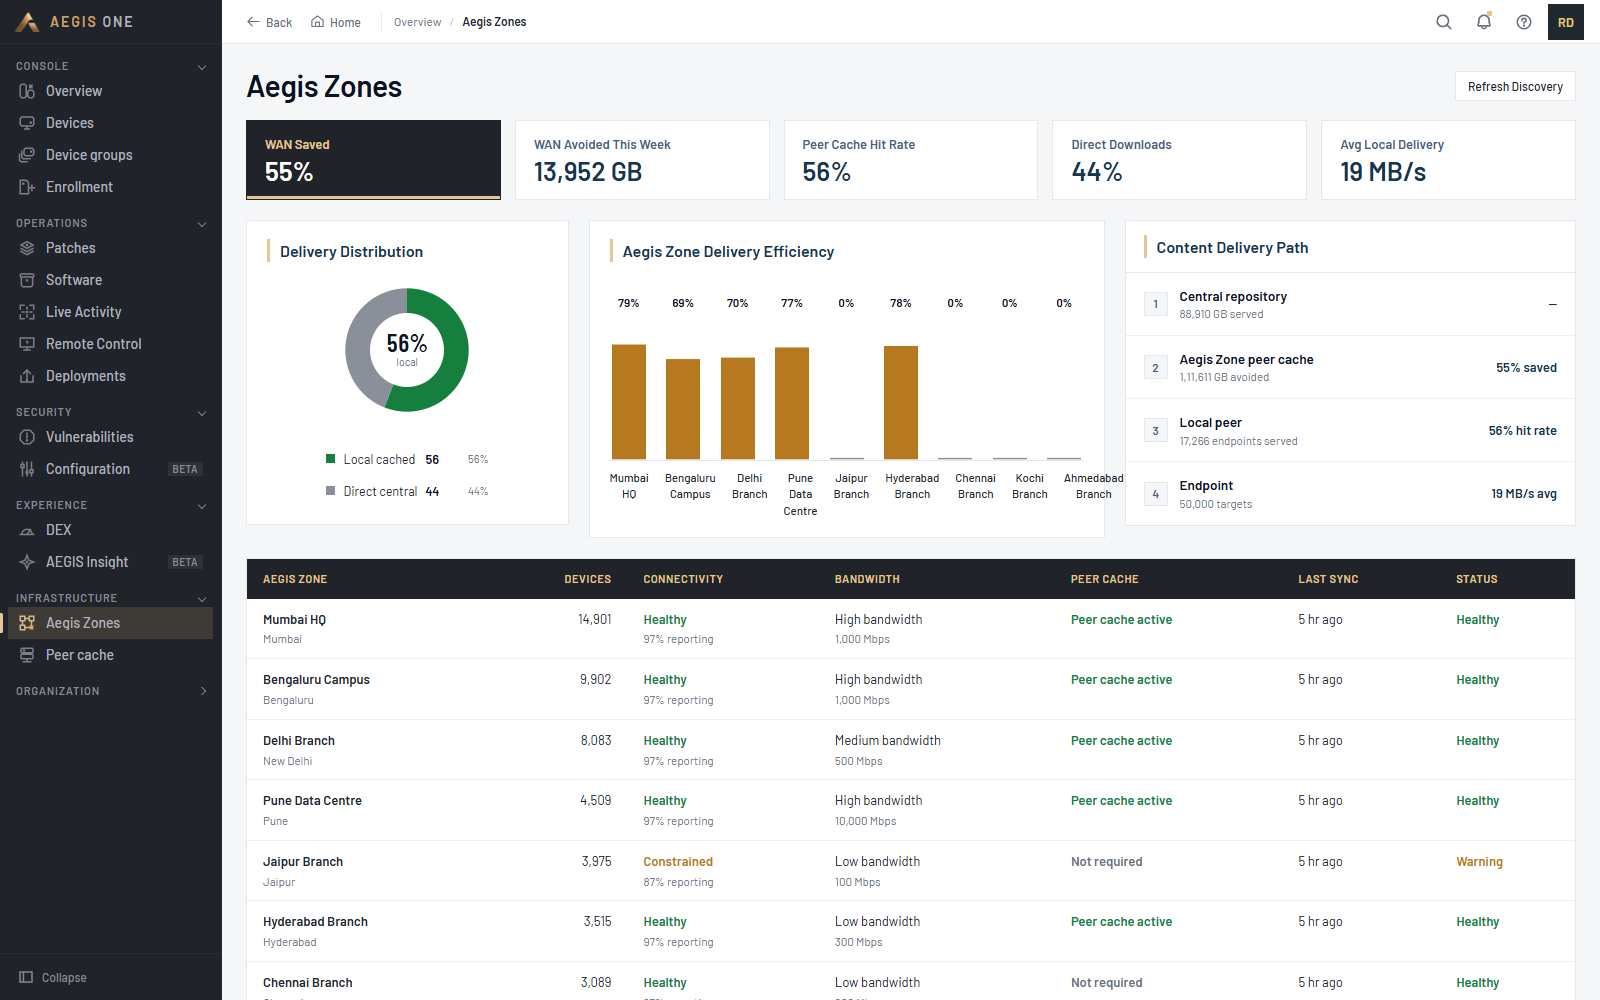 AEGIS ONE
Back
Home
Overview / Aegis Zones
RD
CONSOLE
Overview
Devices
Device groups
Enrollment
OPERATIONS
Patches
Software
Live Activity
Remote Control
Deployments
SECURITY
Vulnerabilities
Configuration BETA
EXPERIENCE
DEX
AEGIS Insight BETA
INFRASTRUCTURE
Aegis Zones
Peer cache
ORGANIZATION
Collapse
Aegis Zones
Refresh Discovery
WAN Saved
55%
WAN Avoided This Week
13,952 GB
Peer Cache Hit Rate
56%
Direct Downloads
44%
Avg Local Delivery
19 MB/s
Delivery Distribution
56%
local
Local cached 56 56%
Direct central 44 44%
Aegis Zone Delivery Efficiency
79% 69% 70% 77% 0% 78% 0% 0% 0%
Mumbai Bengaluru Delhi Pune Jaipur Hyderabad Chennai Kochi Ahmedabad
HQ Campus Branch Data Branch Branch Branch Branch Branch
Centre
Content Delivery Path
1 Central repository –
88,910 GB served
2 Aegis Zone peer cache 55% saved
1,11,611 GB avoided
3 Local peer 56% hit rate
17,266 endpoints served
4 Endpoint 19 MB/s avg
50,000 targets
AEGIS ZONE DEVICES CONNECTIVITY BANDWIDTH PEER CACHE LAST SYNC STATUS
Mumbai HQ 14,901 Healthy High bandwidth Peer cache active 5 hr ago Healthy
Mumbai 97% reporting 1,000 Mbps
Bengaluru Campus 9,902 Healthy High bandwidth Peer cache active 5 hr ago Healthy
Bengaluru 97% reporting 1,000 Mbps
Delhi Branch 8,083 Healthy Medium bandwidth Peer cache active 5 hr ago Healthy
New Delhi 97% reporting 500 Mbps
Pune Data Centre 4,509 Healthy High bandwidth Peer cache active 5 hr ago Healthy
Pune 97% reporting 10,000 Mbps
Jaipur Branch 3,975 Constrained Low bandwidth Not required 5 hr ago Warning
Jaipur 87% reporting 100 Mbps
Hyderabad Branch 3,515 Healthy Low bandwidth Peer cache active 5 hr ago Healthy
Hyderabad 97% reporting 300 Mbps
Chennai Branch 3,089 Healthy Low bandwidth Not required 5 hr ago Healthy